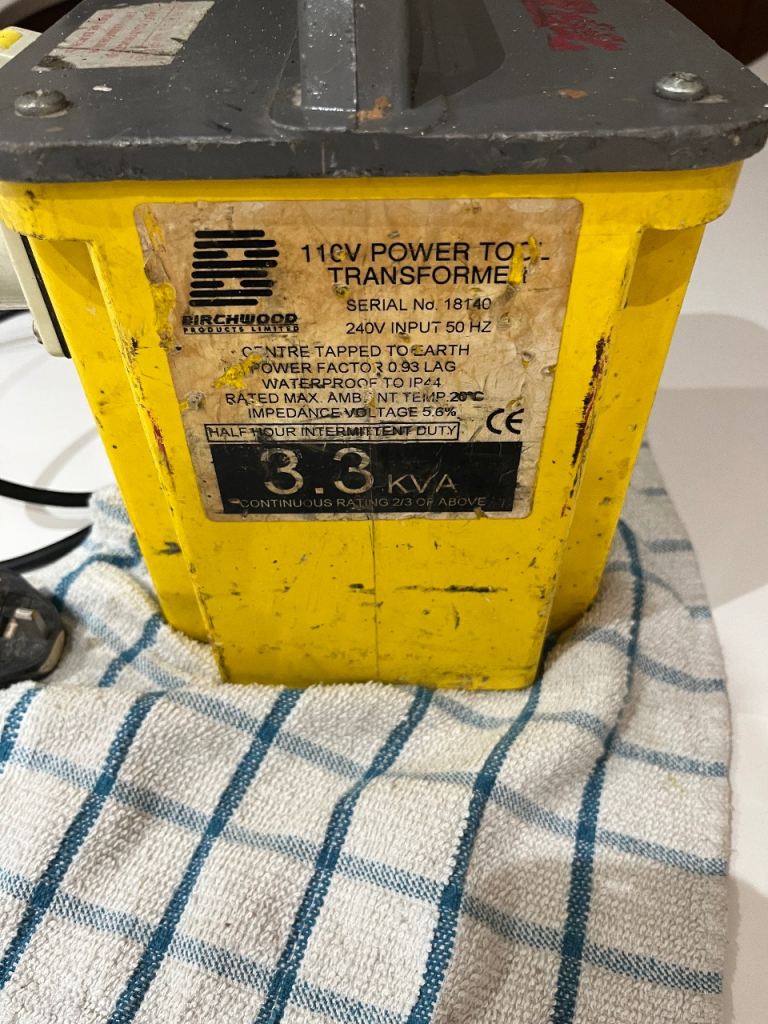 110V POWER TOOL
TRANSFORMER
BIRCHWOOD
PRODUCTS LIMITED
SERIAL No. 18140
240V INPUT 50 HZ
CENTRE TAPPED TO EARTH
POWER FACTOR 0.93 LAG
WATERPROOF TO IP44
RATED MAX. AMBIENT TEMP.20°C
IMPEDANCE VOLTAGE 5.6%
HALF HOUR INTERMITTENT DUTY
CE
3.3 KVA
CONTINUOUS RATING 2/3 OF ABOVE